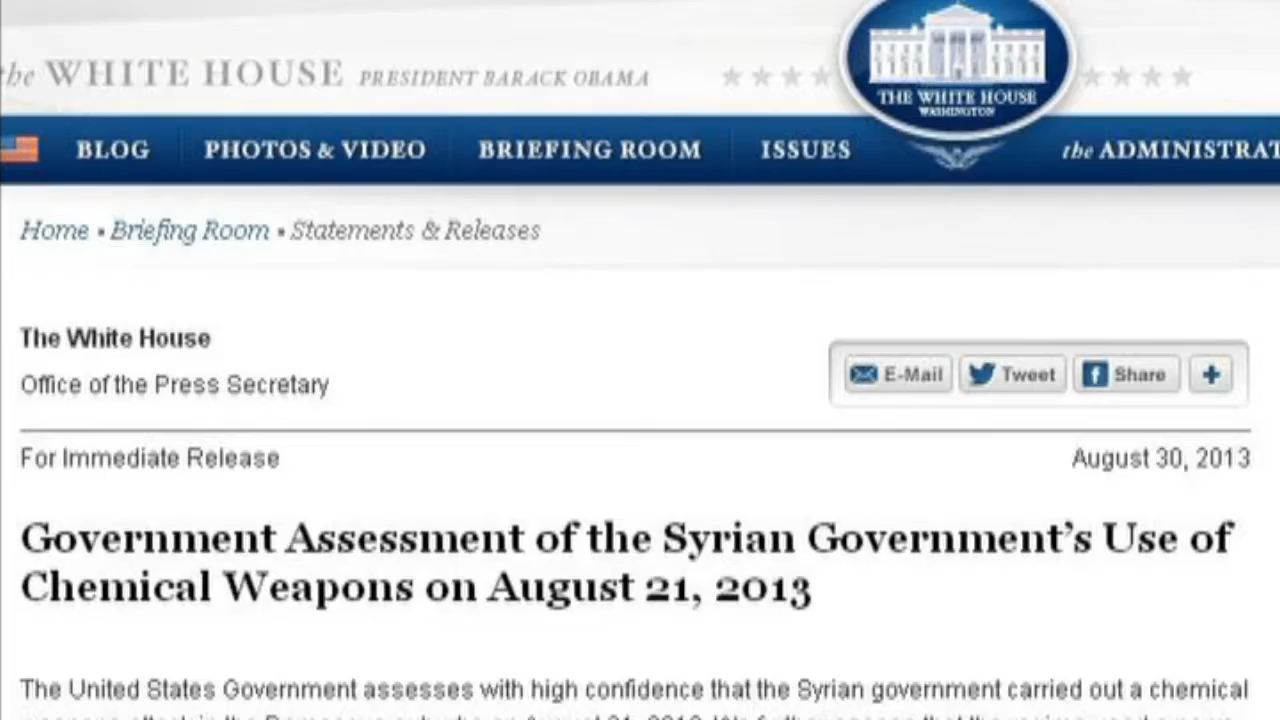 the WHITE HOUSE PRESIDENT BARACK OBAMA
THE WHITE HOUSE
WASHINGTON
BLOG PHOTOS & VIDEO BRIEFING ROOM ISSUES the ADMINISTRAT
Home ▪ Briefing Room ▪ Statements & Releases
The White House
Office of the Press Secretary
E-Mail Tweet Share +
For Immediate Release August 30, 2013
Government Assessment of the Syrian Government’s Use of
Chemical Weapons on August 21, 2013
The United States Government assesses with high confidence that the Syrian government carried out a chemical